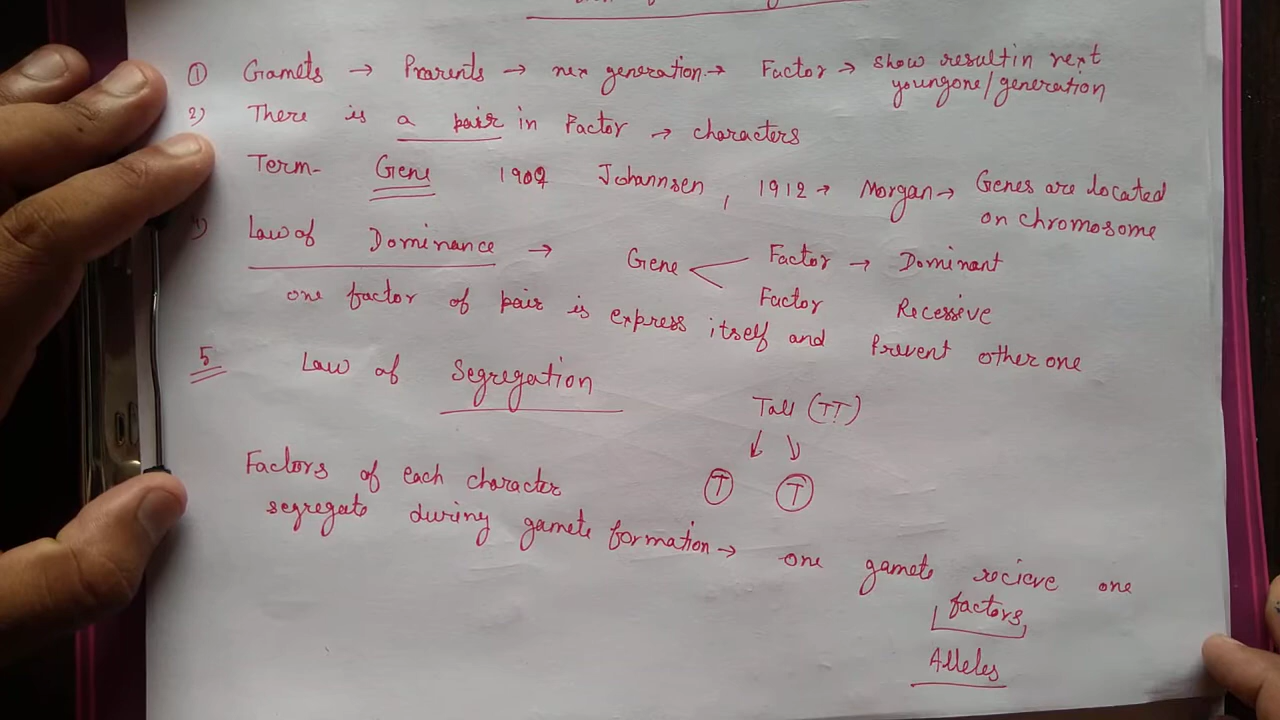 ① Gamets → Prarents → nex generation → Factor → show result in next
youngone/generation
2) There is a pair in Factor → characters
Term- Gene 1909 Johannsen, 1912 → Morgan → Genes are located
on chromosome
Law of Dominance → Gene Factor → Dominant
Factor Recessive
one factor of pair is express itself and Prevent other one
5 Law of Segregation
Tall (TT)
T T
Factors of each character
segregate during gamete formation → one gamete recieve one
factors
Alleles